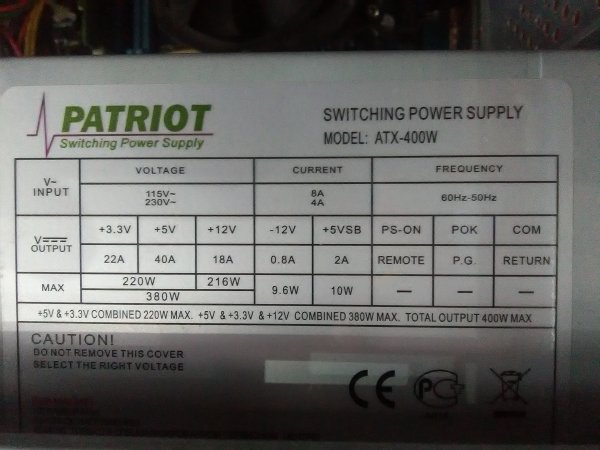 PATRIOT
Switching Power Supply
SWITCHING POWER SUPPLY
MODEL: ATX-400W
V~ INPUT
VOLTAGE CURRENT FREQUENCY
115V~ 8A
230V~ 4A
60Hz-50Hz
V OUTPUT
+3.3V +5V +12V -12V +5VSB PS-ON POK COM
22A 40A 18A 0.8A 2A REMOTE P.G. RETURN
MAX 220W 216W 9.6W 10W — — —
380W
+5V & +3.3V COMBINED 220W MAX. +5V & +3.3V & +12V COMBINED 380W MAX. TOTAL OUTPUT 400W MAX
CAUTION!
DO NOT REMOVE THIS COVER
SELECT THE RIGHT VOLTAGE
CE